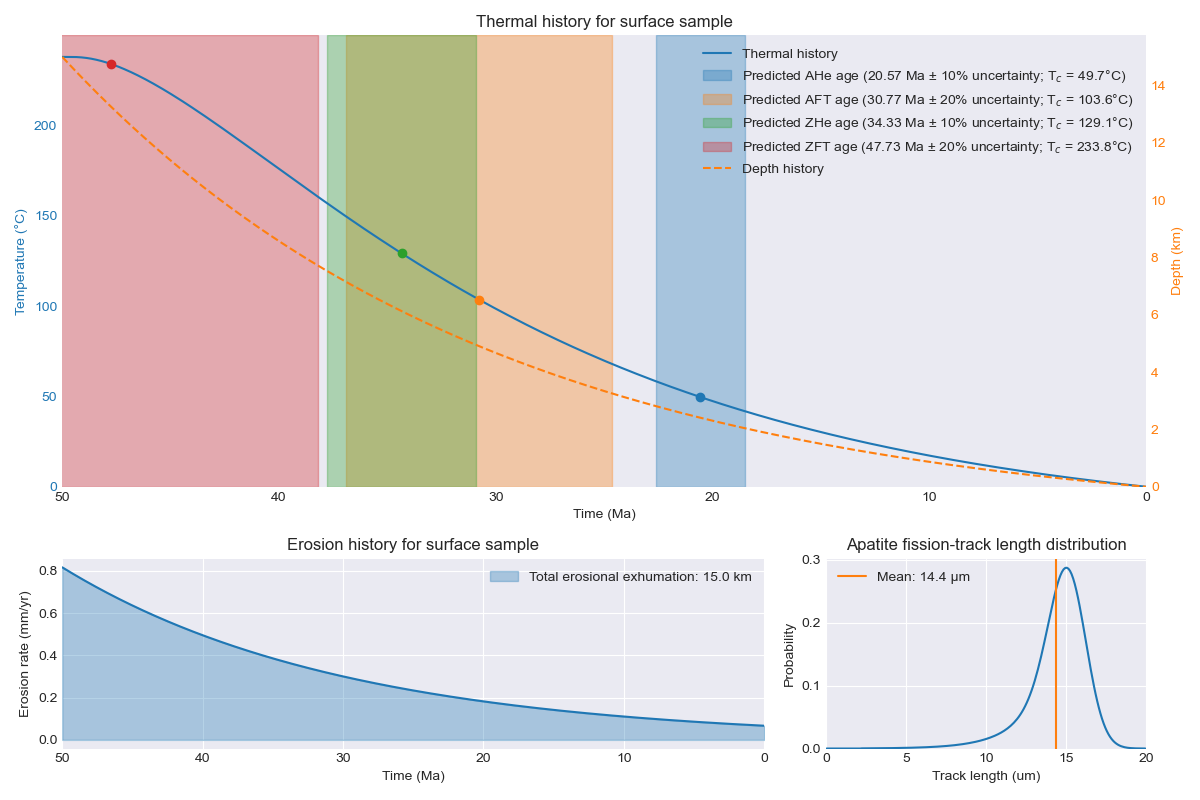 Thermal history for surface sample
Thermal history
Predicted AHe age (20.57 Ma ± 10% uncertainty; Tc = 49.7°C)
Predicted AFT age (30.77 Ma ± 20% uncertainty; Tc = 103.6°C)
Predicted ZHe age (34.33 Ma ± 10% uncertainty; Tc = 129.1°C)
Predicted ZFT age (47.73 Ma ± 20% uncertainty; Tc = 233.8°C)
Depth history
Temperature (°C)
200
150
100
50
0
14
12
10
8
6
4
2
0
Depth (km)
50 40 30 20 10 0
Time (Ma)
Erosion history for surface sample
Total erosional exhumation: 15.0 km
Erosion rate (mm/yr)
0.8
0.6
0.4
0.2
0.0
50 40 30 20 10 0
Time (Ma)
Apatite fission-track length distribution
Mean: 14.4 µm
Probability
0.3
0.2
0.1
0.0
0 5 10 15 20
Track length (um)